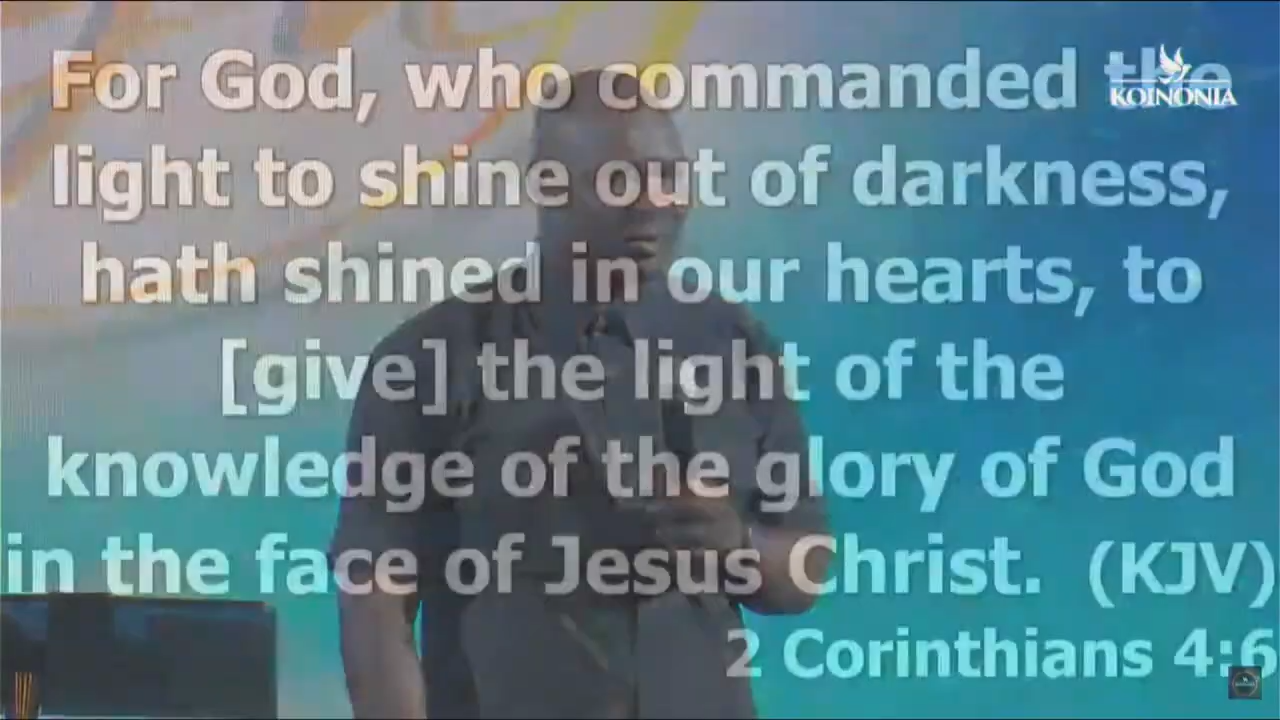 For God, who commanded the
KOINONIA
light to shine out of darkness,
hath shined in our hearts, to
[give] the light of the
knowledge of the glory of God
in the face of Jesus Christ. (KJV)
2 Corinthians 4:6